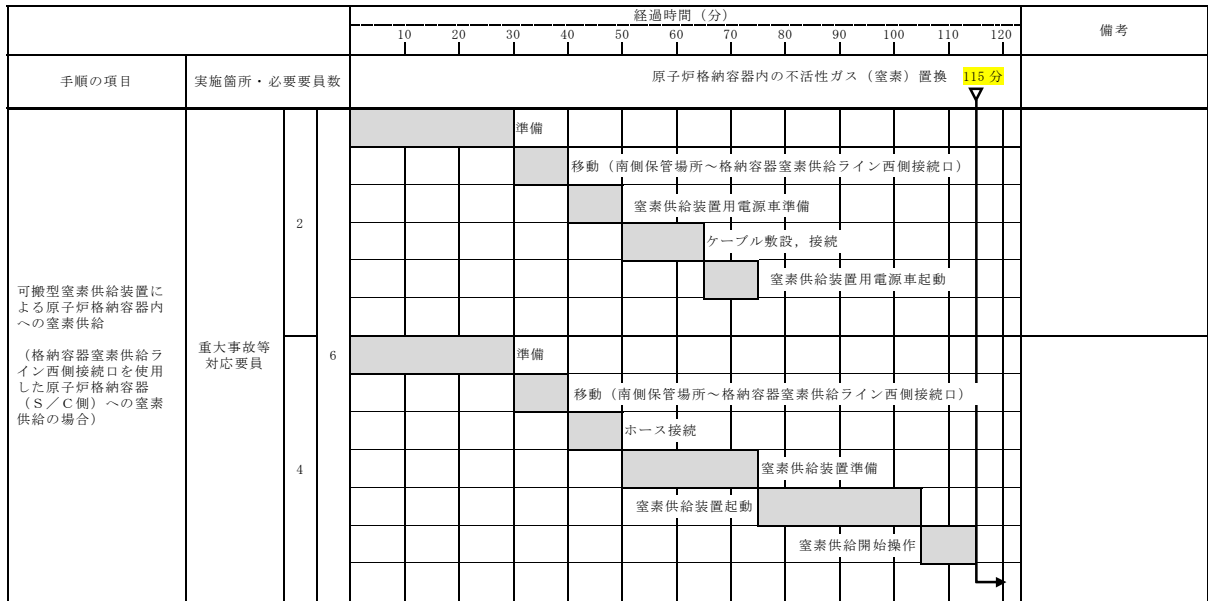 経過時間（分）
備考
10 20 30 40 50 60 70 80 90 100 110 120
手順の項目
実施箇所・必要要員数
原子炉格納容器内の不活性ガス（窒素）置換 115 分
可搬型窒素供給装置に
よる原子炉格納容器内
への窒素供給
（格納容器窒素供給ラ
イン西側接続口を使用
した原子炉格納容器
（Ｓ／Ｃ側）への窒素
供給の場合）
重大事故等
対応要員
2
6
準備
移動（南側保管場所～格納容器窒素供給ライン西側接続口）
窒素供給装置用電源車準備
ケーブル敷設，接続
窒素供給装置用電源車起動
4
準備
移動（南側保管場所～格納容器窒素供給ライン西側接続口）
ホース接続
窒素供給装置準備
窒素供給装置起動
窒素供給開始操作